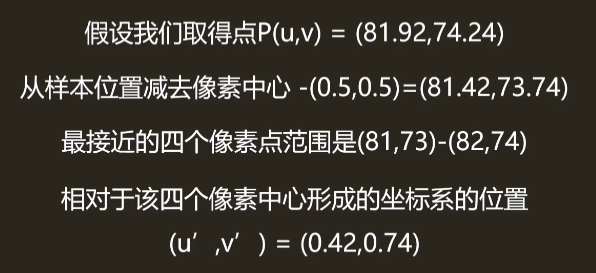 假设我们取得点P(u,v) = (81.92,74.24)
从样本位置减去像素中心 -(0.5,0.5)=(81.42,73.74)
最接近的四个像素点范围是(81,73)-(82,74)
相对于该四个像素中心形成的坐标系的位置
(u′,v′) = (0.42,0.74)